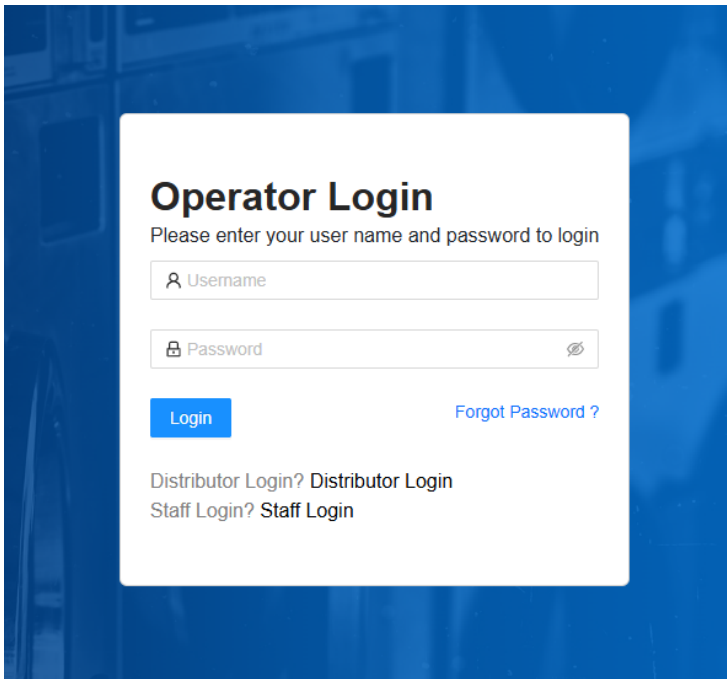 Operator Login
Please enter your user name and password to login
Username
Password
Login
Forgot Password ?
Distributor Login? Distributor Login
Staff Login? Staff Login